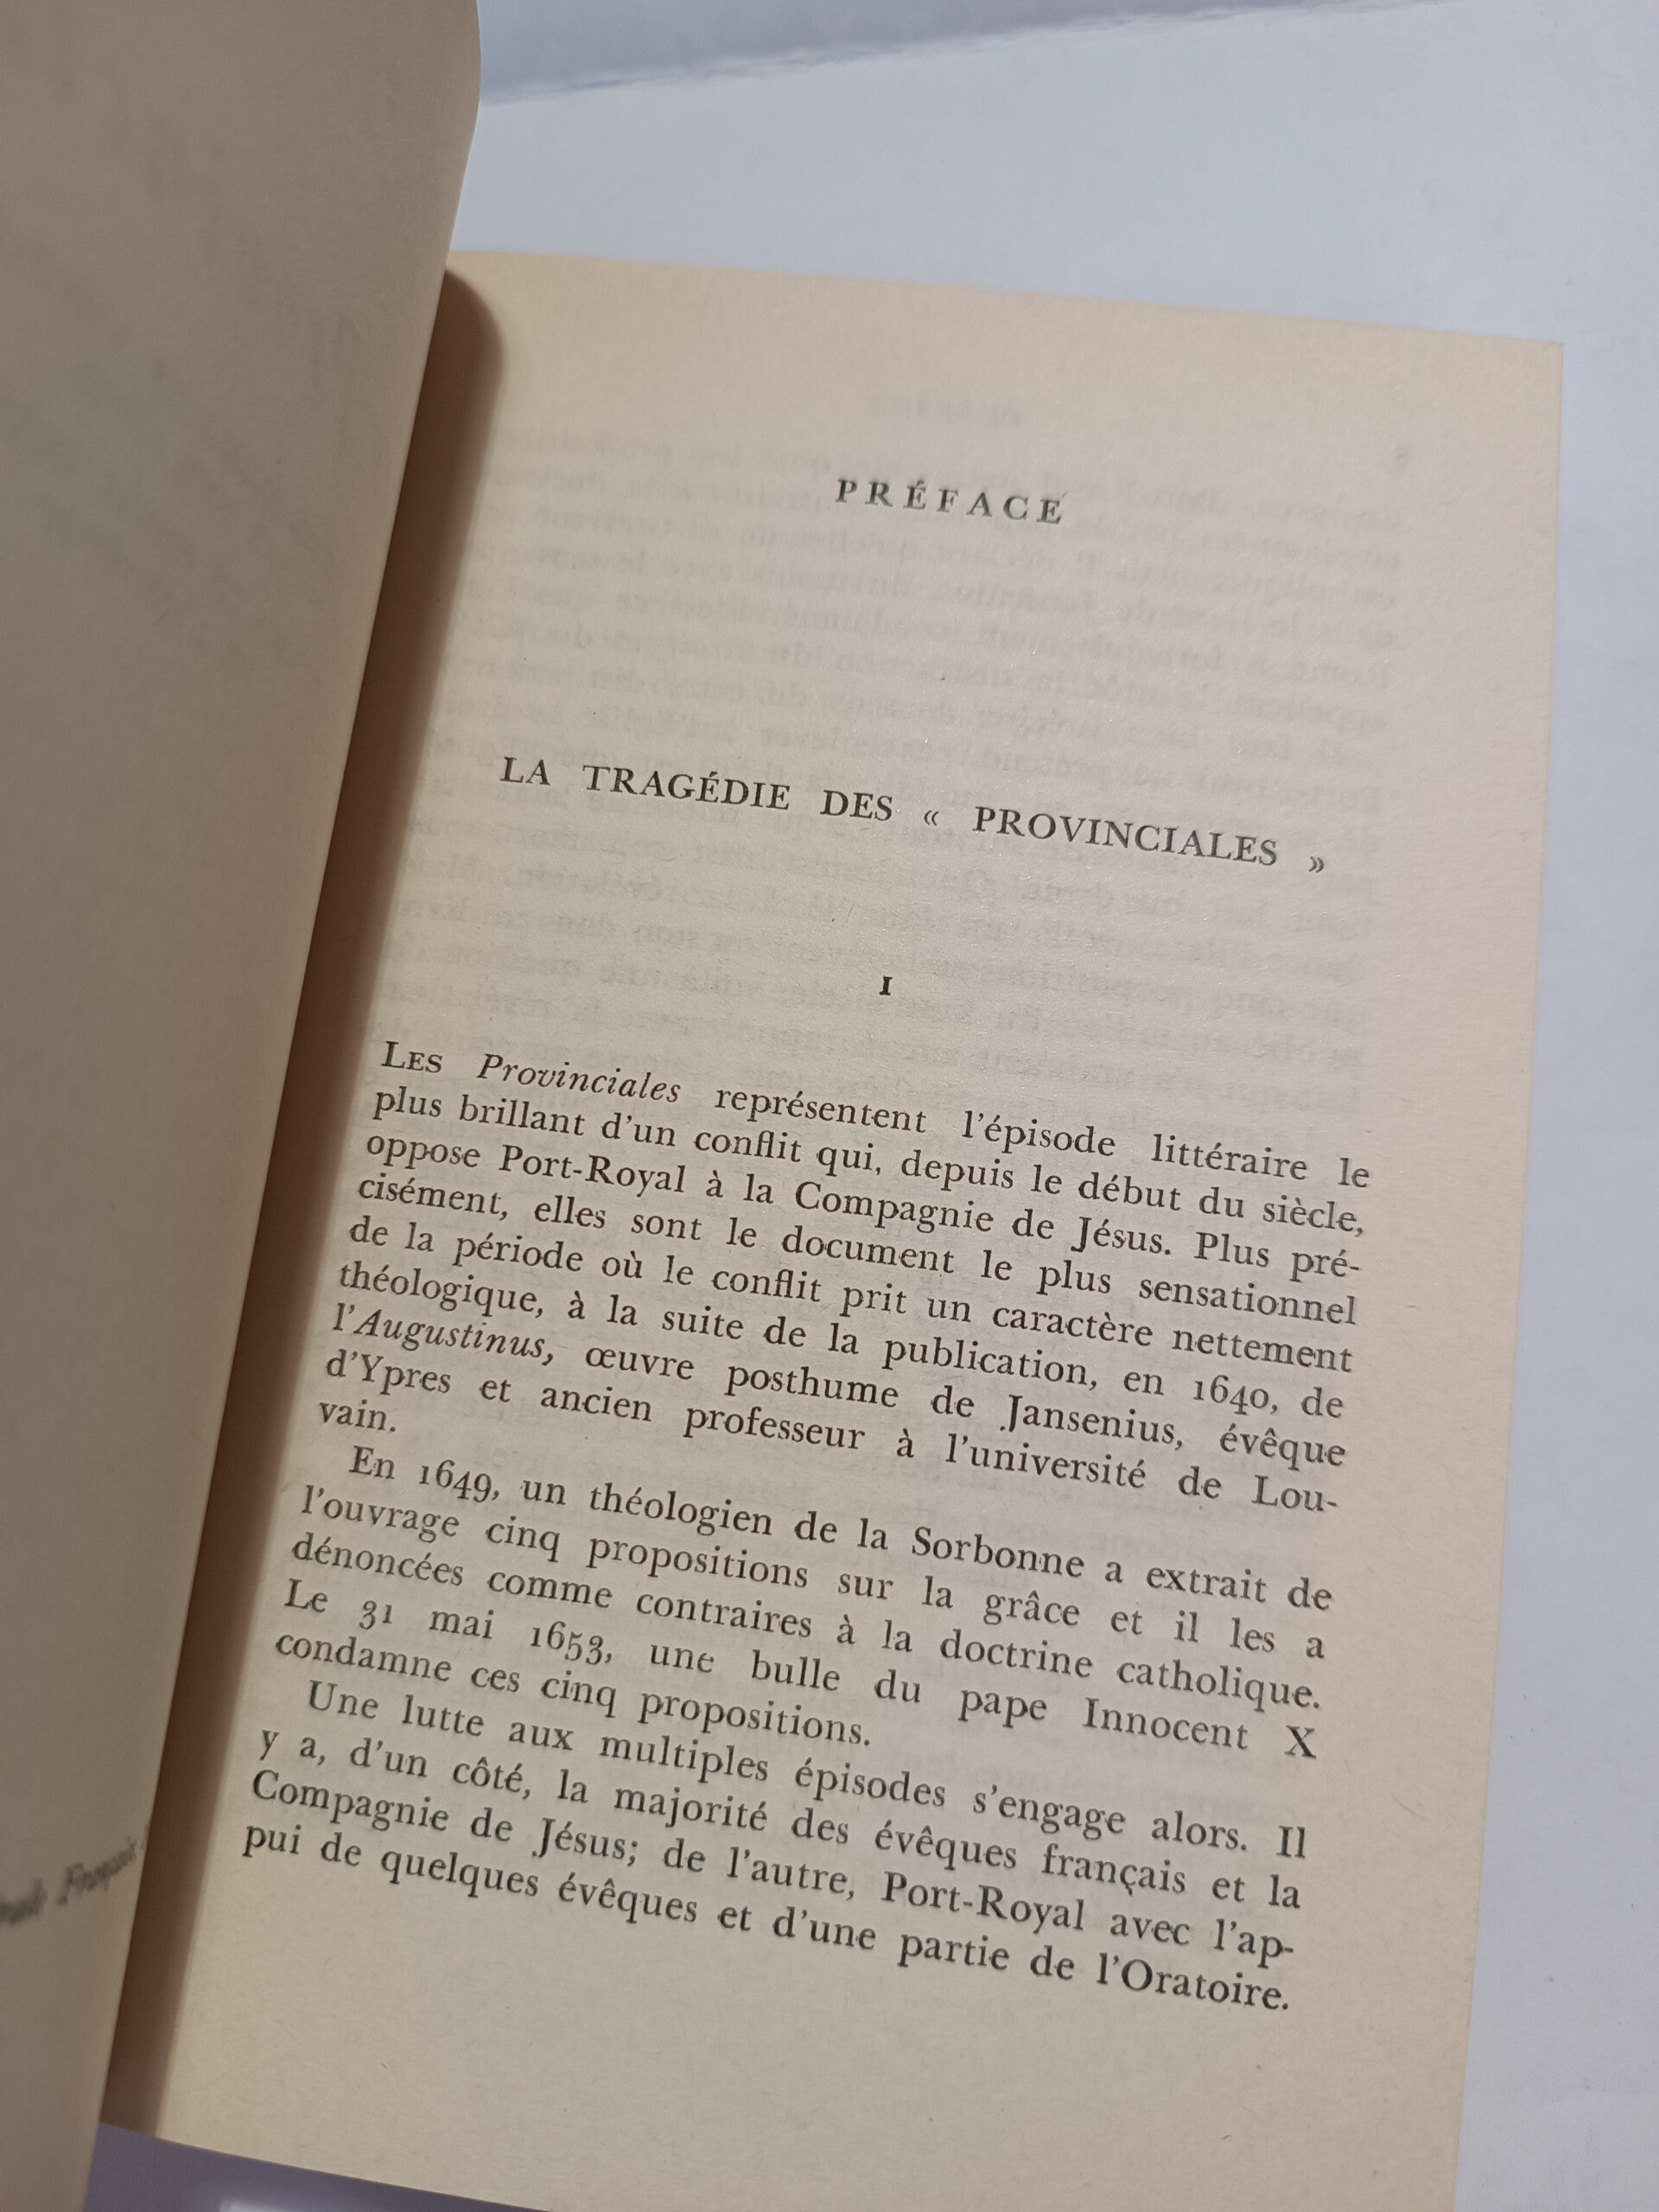 PRÉFACE
LA TRAGÉDIE DES « PROVINCIALES »
I
LES Provinciales représentent l'épisode littéraire le
plus brillant d'un conflit qui, depuis le début du siècle,
oppose Port-Royal à la Compagnie de Jésus. Plus pré-
cisément, elles sont le document le plus sensationnel
de la période où le conflit prit un caractère nettement
théologique, à la suite de la publication, en 1640, de
l'Augustinus, œuvre posthume de Jansenius, évêque
d'Ypres et ancien professeur à l'université de Lou-
vain.
En 1649, un théologien de la Sorbonne a extrait de
l'ouvrage cinq propositions sur la grâce et il les a
dénoncées comme contraires à la doctrine catholique.
Le 31 mai 1653, une bulle du pape Innocent X
condamne ces cinq propositions.
Une lutte aux multiples épisodes s'engage alors. Il
y a, d'un côté, la majorité des évêques français et la
Compagnie de Jésus; de l'autre, Port-Royal avec l'ap-
pui de quelques évêques et d'une partie de l'Oratoire.